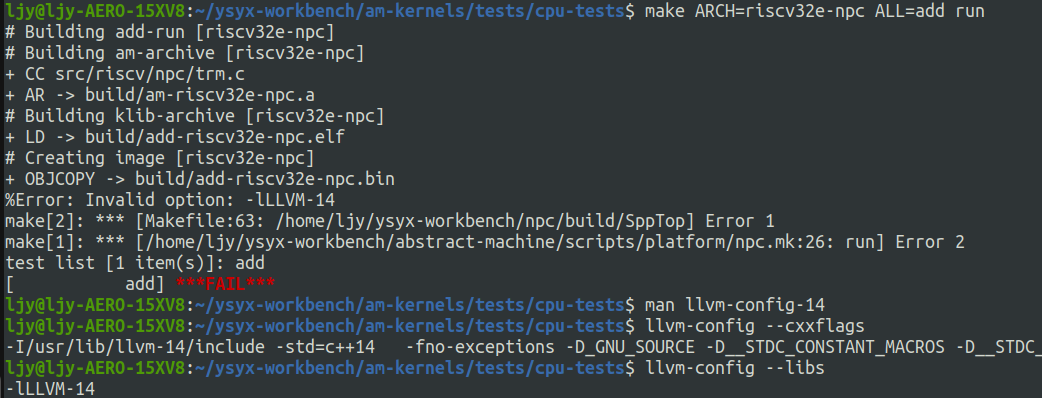 ljy@ljy-AERO-15XV8:~/ysyx-workbench/am-kernels/tests/cpu-tests$ make ARCH=riscv32e-npc ALL=add run
# Building add-run [riscv32e-npc]
# Building am-archive [riscv32e-npc]
+ CC src/riscv/npc/trm.c
+ AR -> build/am-riscv32e-npc.a
# Building klib-archive [riscv32e-npc]
+ LD -> build/add-riscv32e-npc.elf
# Creating image [riscv32e-npc]
+ OBJCOPY -> build/add-riscv32e-npc.bin
%Error: Invalid option: -lLLVM-14
make[2]: *** [Makefile:63: /home/ljy/ysyx-workbench/npc/build/SppTop] Error 1
make[1]: *** [/home/ljy/ysyx-workbench/abstract-machine/scripts/platform/npc.mk:26: run] Error 2
test list [1 item(s)]: add
[           add] ***FAIL***
ljy@ljy-AERO-15XV8:~/ysyx-workbench/am-kernels/tests/cpu-tests$ man llvm-config-14
ljy@ljy-AERO-15XV8:~/ysyx-workbench/am-kernels/tests/cpu-tests$ llvm-config --cxxflags
-I/usr/lib/llvm-14/include -std=c++14   -fno-exceptions -D_GNU_SOURCE -D__STDC_CONSTANT_MACROS -D__STDC_
ljy@ljy-AERO-15XV8:~/ysyx-workbench/am-kernels/tests/cpu-tests$ llvm-config --libs
-lLLVM-14